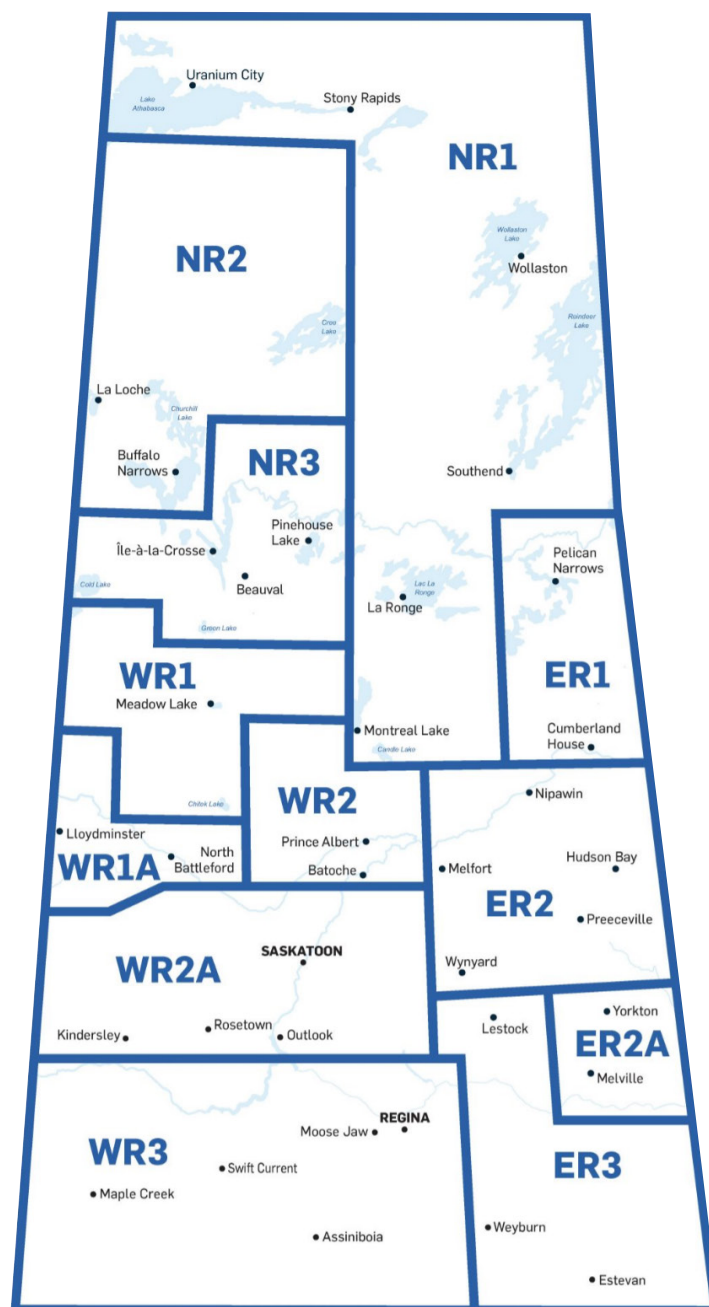 Uranium City
Lake
Athabasca
Stony Rapids
NR1
Wollaston
Lake
Wollaston
NR2
Cree
Lake
Reindeer
Lake
La Loche
Churchill
Lake
Buffalo
Narrows
NR3
Southend
Pinehouse
Lake
Île-à-la-Crosse
Beauval
Cold Lake
Green Lake
Pelican
Narrows
Lac La
Ronge
La Ronge
ER1
WR1
Meadow Lake
Montreal Lake
Candle Lake
Cumberland
House
Chitek Lake
WR2
Nipawin
Lloydminster
North
Battleford
WR1A
Prince Albert
Batoche
Melfort
Hudson Bay
ER2
Preeceville
Wynyard
WR2A
SASKATOON
Kindersley
Rosetown
Outlook
Lestock
Yorkton
ER2A
Melville
WR3
Moose Jaw
REGINA
Swift Current
Maple Creek
Assiniboia
ER3
Weyburn
Estevan